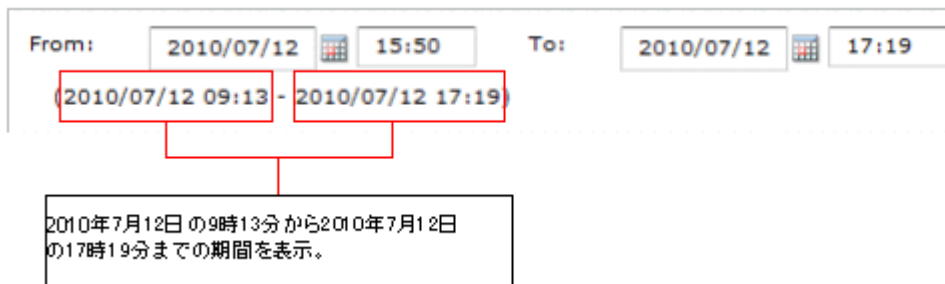 From: 2010/07/12 15:50 To: 2010/07/12 17:19
(2010/07/12 09:13 - 2010/07/12 17:19)
2010年7月12日の9時13分から2010年7月12日
の17時19分までの期間を表示。